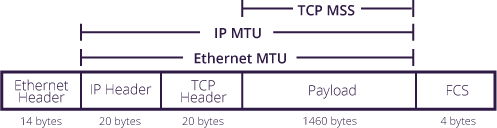 TCP MSS
IP MTU
Ethernet MTU
Ethernet
Header
IP Header
TCP
Header
Payload
FCS
14 bytes
20 bytes
20 bytes
1460 bytes
4 bytes